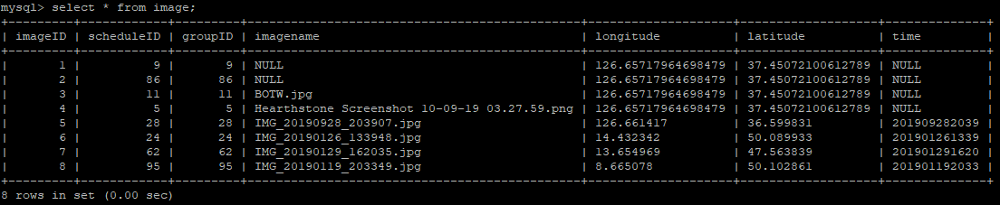 mysql> select * from image;
+---------+------------+---------+----------------------------------------------------+--------------------+-------------------+--------------+
| imageID | scheduleID | groupID | imagename | longitude | latitude | time |
+---------+------------+---------+----------------------------------------------------+--------------------+-------------------+--------------+
| 1 | 9 | 9 | NULL | 126.65717964698479 | 37.45072100612789 | NULL |
| 2 | 86 | 86 | NULL | 126.65717964698479 | 37.45072100612789 | NULL |
| 3 | 11 | 11 | BOTW.jpg | 126.65717964698479 | 37.45072100612789 | NULL |
| 4 | 5 | 5 | Hearthstone Screenshot 10-09-19 03.27.59.png | 126.65717964698479 | 37.45072100612789 | NULL |
| 5 | 28 | 28 | IMG_20190928_203907.jpg | 126.661417 | 36.599831 | 201909282039 |
| 6 | 24 | 24 | IMG_20190126_133948.jpg | 14.432342 | 50.089933 | 201901261339 |
| 7 | 62 | 62 | IMG_20190129_162035.jpg | 13.654969 | 47.563839 | 201901291620 |
| 8 | 95 | 95 | IMG_20190119_203349.jpg | 8.665078 | 50.102861 | 201901192033 |
+---------+------------+---------+----------------------------------------------------+--------------------+-------------------+--------------+
8 rows in set (0.00 sec)